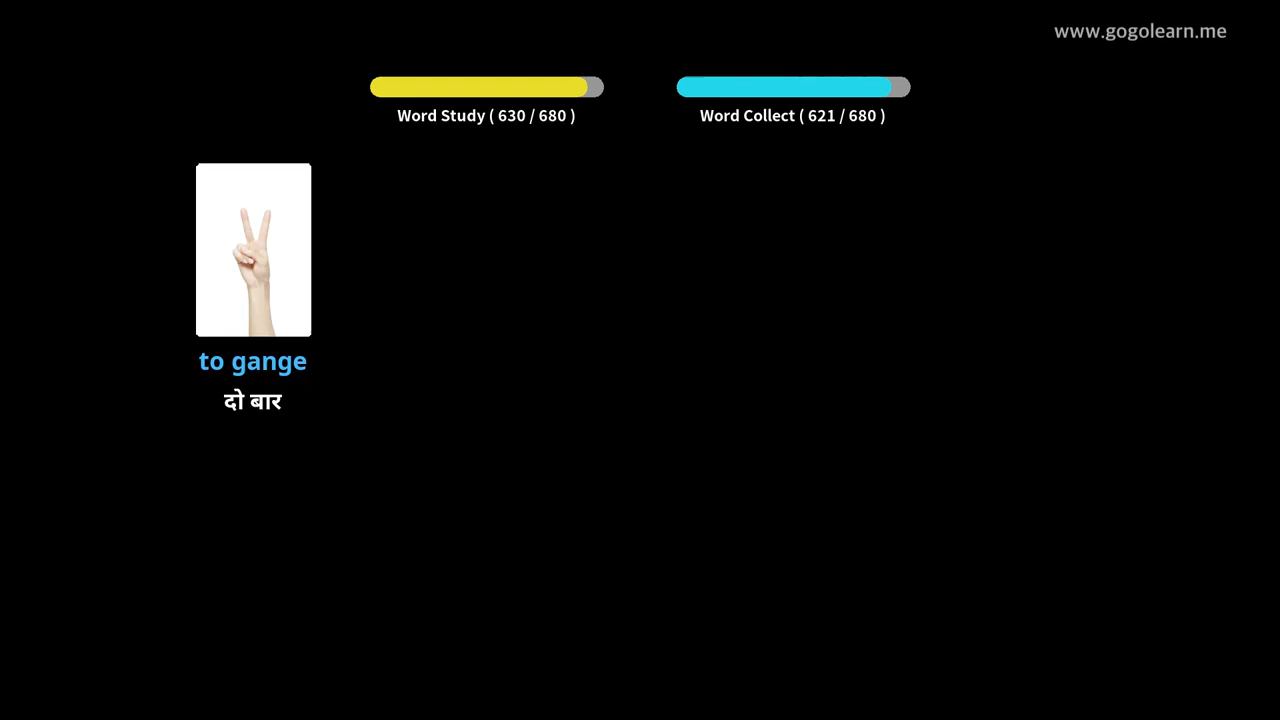 www.gogolearn.me
Word Study ( 630 / 680 )
Word Collect ( 621 / 680 )
to gange
दो बार